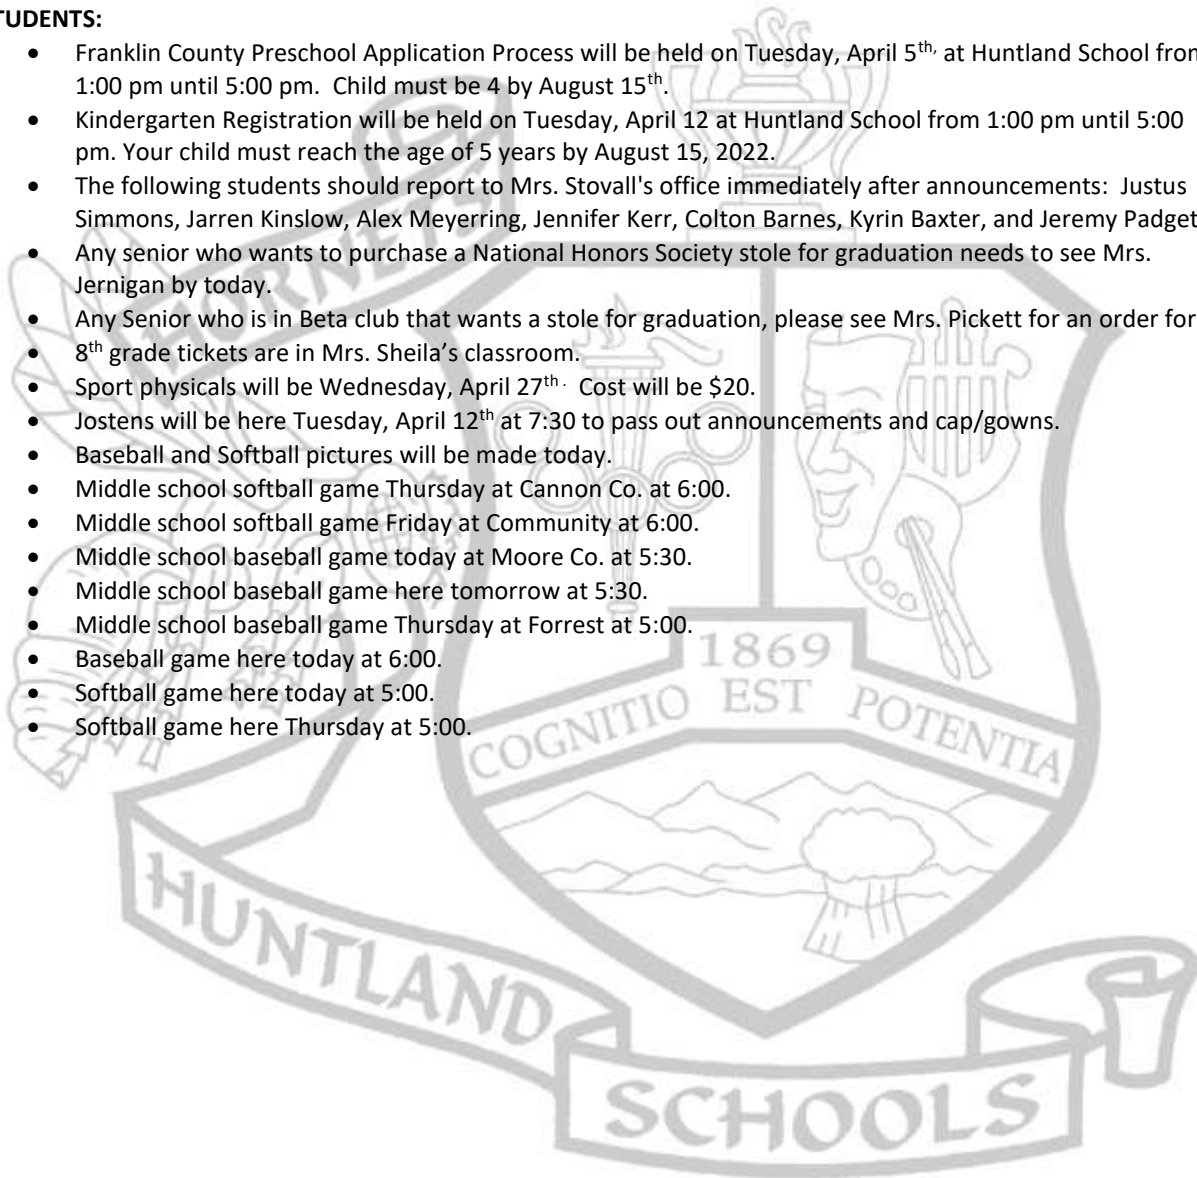 TUDENTS:
• Franklin County Preschool Application Process will be held on Tuesday, April 5th, at Huntland School from
1:00 pm until 5:00 pm. Child must be 4 by August 15th.
• Kindergarten Registration will be held on Tuesday, April 12 at Huntland School from 1:00 pm until 5:00
pm. Your child must reach the age of 5 years by August 15, 2022.
• The following students should report to Mrs. Stovall's office immediately after announcements: Justus
Simmons, Jarren Kinslow, Alex Meyerring, Jennifer Kerr, Colton Barnes, Kyrin Baxter, and Jeremy Padget
• Any senior who wants to purchase a National Honors Society stole for graduation needs to see Mrs.
Jernigan by today.
• Any Senior who is in Beta club that wants a stole for graduation, please see Mrs. Pickett for an order for
• 8th grade tickets are in Mrs. Sheila’s classroom.
• Sport physicals will be Wednesday, April 27th . Cost will be $20.
• Jostens will be here Tuesday, April 12th at 7:30 to pass out announcements and cap/gowns.
• Baseball and Softball pictures will be made today.
• Middle school softball game Thursday at Cannon Co. at 6:00.
• Middle school softball game Friday at Community at 6:00.
• Middle school baseball game today at Moore Co. at 5:30.
• Middle school baseball game here tomorrow at 5:30.
• Middle school baseball game Thursday at Forrest at 5:00.
• Baseball game here today at 6:00.
• Softball game here today at 5:00.
• Softball game here Thursday at 5:00.
HORNETS
1869
COGNITIO EST POTENTIA
HUNTLAND
SCHOOLS